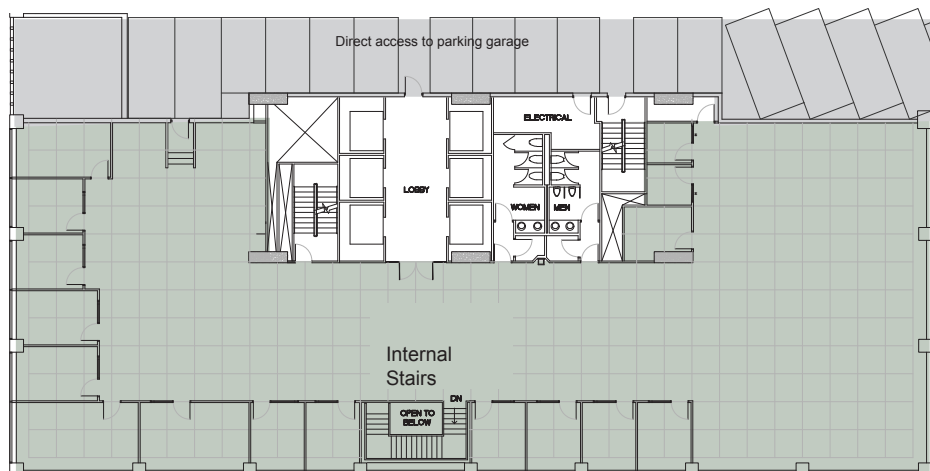 Direct access to parking garage
ELECTRICAL
LOBBY
WOMEN
MEN
Internal
Stairs
DN
OPEN TO
BELOW